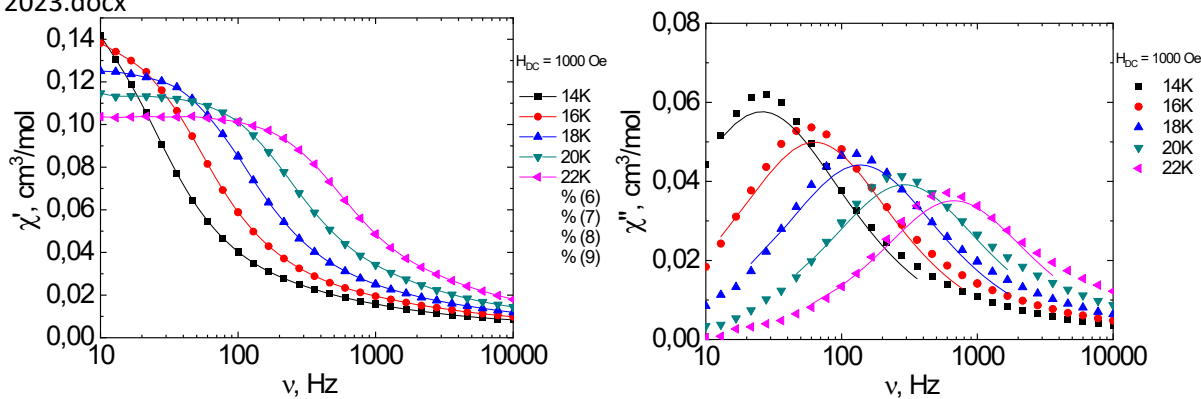 2023.docx
0,14
0,12
0,10
0,08
0,06
0,04
0,02
0,00
χ', cm³/mol
10
100
1000
10000
ν, Hz
H_DC = 1000 Oe
14K
16K
18K
20K
22K
% (6)
% (7)
% (8)
% (9)
0,08
0,06
0,04
0,02
0,00
χ'', cm³/mol
10
100
1000
10000
ν, Hz
H_DC = 1000 Oe
14K
16K
18K
20K
22K